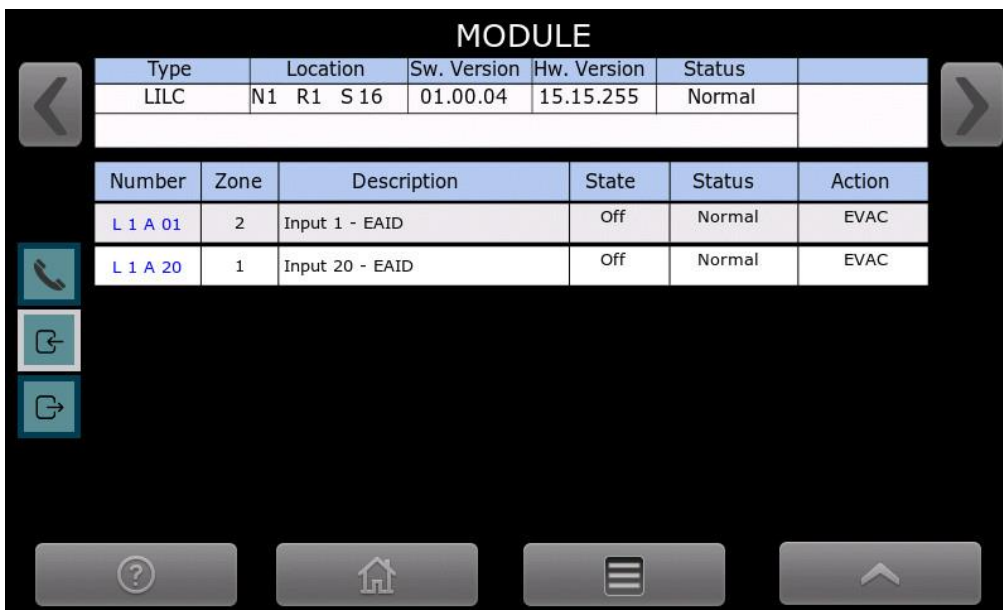 MODULE
Type Location Sw. Version Hw. Version Status
LILC N1 R1 S 16 01.00.04 15.15.255 Normal
Number Zone Description State Status Action
L 1 A 01 2 Input 1 - EAID Off Normal EVAC
L 1 A 20 1 Input 20 - EAID Off Normal EVAC
?